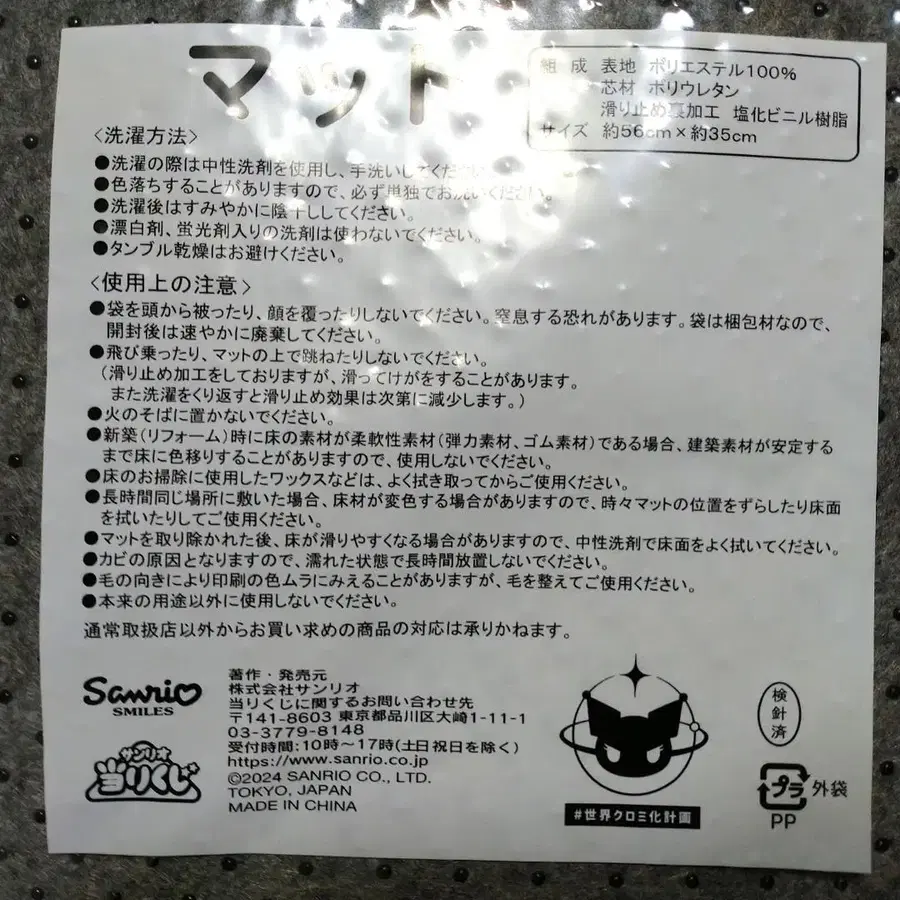 マット
組成 表地 ポリエステル100%
芯材 ポリウレタン
滑り止め裏加工 塩化ビニル樹脂
サイズ 約56cm×約35cm
<洗濯方法>
●洗濯の際は中性洗剤を使用し、手洗いしてください。
●色落ちすることがありますので、必ず単独でお洗いください。
●洗濯後はすみやかに陰干ししてください。
●漂白剤、蛍光剤入りの洗剤は使わないでください。
●タンブル乾燥はお避けください。
<使用上の注意>
●袋を頭から被ったり、顔を覆ったりしないでください。窒息する恐れがあります。袋は梱包材なので、
開封後は速やかに廃棄してください。
●飛び乗ったり、マットの上で跳ねたりしないでください。
(滑り止め加工をしておりますが、滑ってけがをすることがあります。
また洗濯をくり返すと滑り止め効果は次第に減少します。)
●火のそばに置かないでください。
●新築(リフォーム)時に床の素材が柔軟性素材(弾力素材、ゴム素材)である場合、建築素材が安定する
まで床に色移りすることがありますので、使用しないでください。
●床のお掃除に使用したワックスなどは、よく拭き取ってからご使用ください。
●長時間同じ場所に敷いた場合、床材が変色する場合がありますので、時々マットの位置をずらしたり床面
を拭いたりしてご使用ください。
●マットを取り除かれた後、床が滑りやすくなる場合がありますので、中性洗剤で床面をよく拭いてください。
●カビの原因となりますので、濡れた状態で長時間放置しないでください。
●毛の向きにより印刷の色ムラにみえることがありますが、毛を整えてご使用ください。
●本来の用途以外に使用しないでください。
通常取扱店以外からお買い求めの商品の対応は承りかねます。
Sanrio
SMILES
サンリオ
当りくじ
著作・発売元
株式会社サンリオ
当りくじに関するお問い合わせ先
〒141-8603 東京都品川区大崎1-11-1
03-3779-8148
受付時間:10時~17時(土日祝日を除く)
https://www.sanrio.co.jp
©2024 SANRIO CO., LTD.
TOKYO, JAPAN
MADE IN CHINA
#世界クロミ化計画
検針済
プラ 外袋
PP